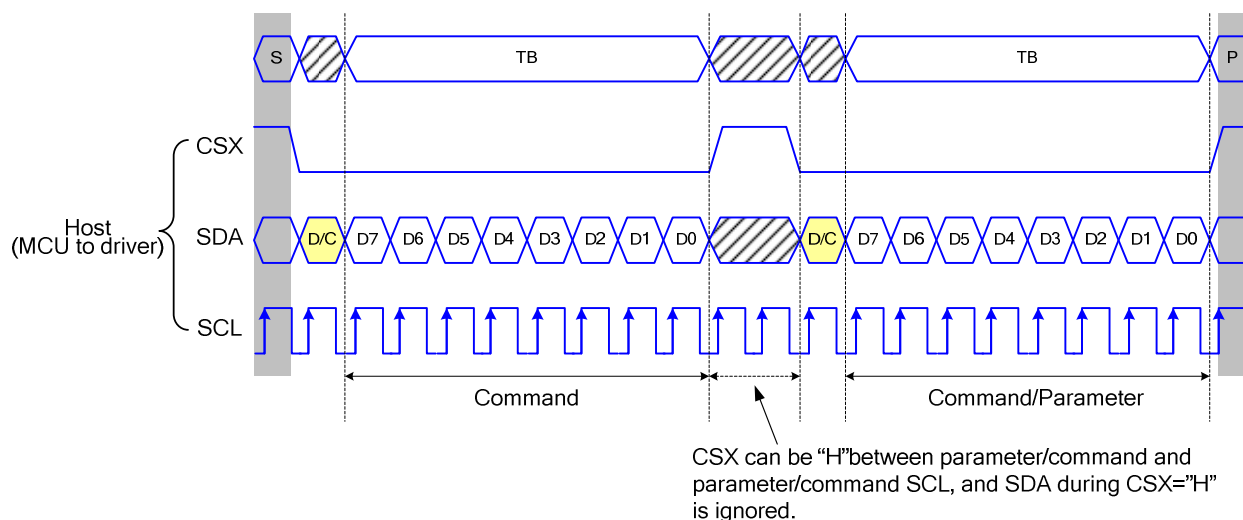 S TB TB P
CSX
Host
(MCU to driver)
SDA D/C D7 D6 D5 D4 D3 D2 D1 D0 D/C D7 D6 D5 D4 D3 D2 D1 D0
SCL
Command Command/Parameter
CSX can be “H”between parameter/command and
parameter/command SCL, and SDA during CSX=”H”
is ignored.